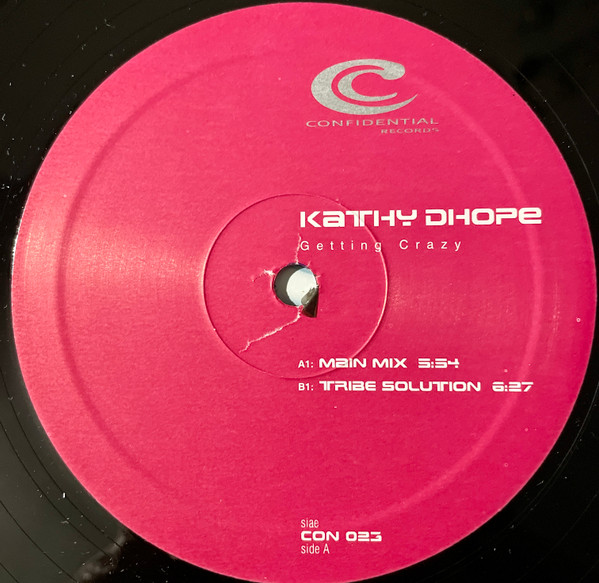 CONFIDENTIAL
RECORDS
KATHY DHOPE
Getting Crazy
A1: MAIN MIX 5:54
B1: TRIBE SOLUTION 6:27
siae
CON 023
side A